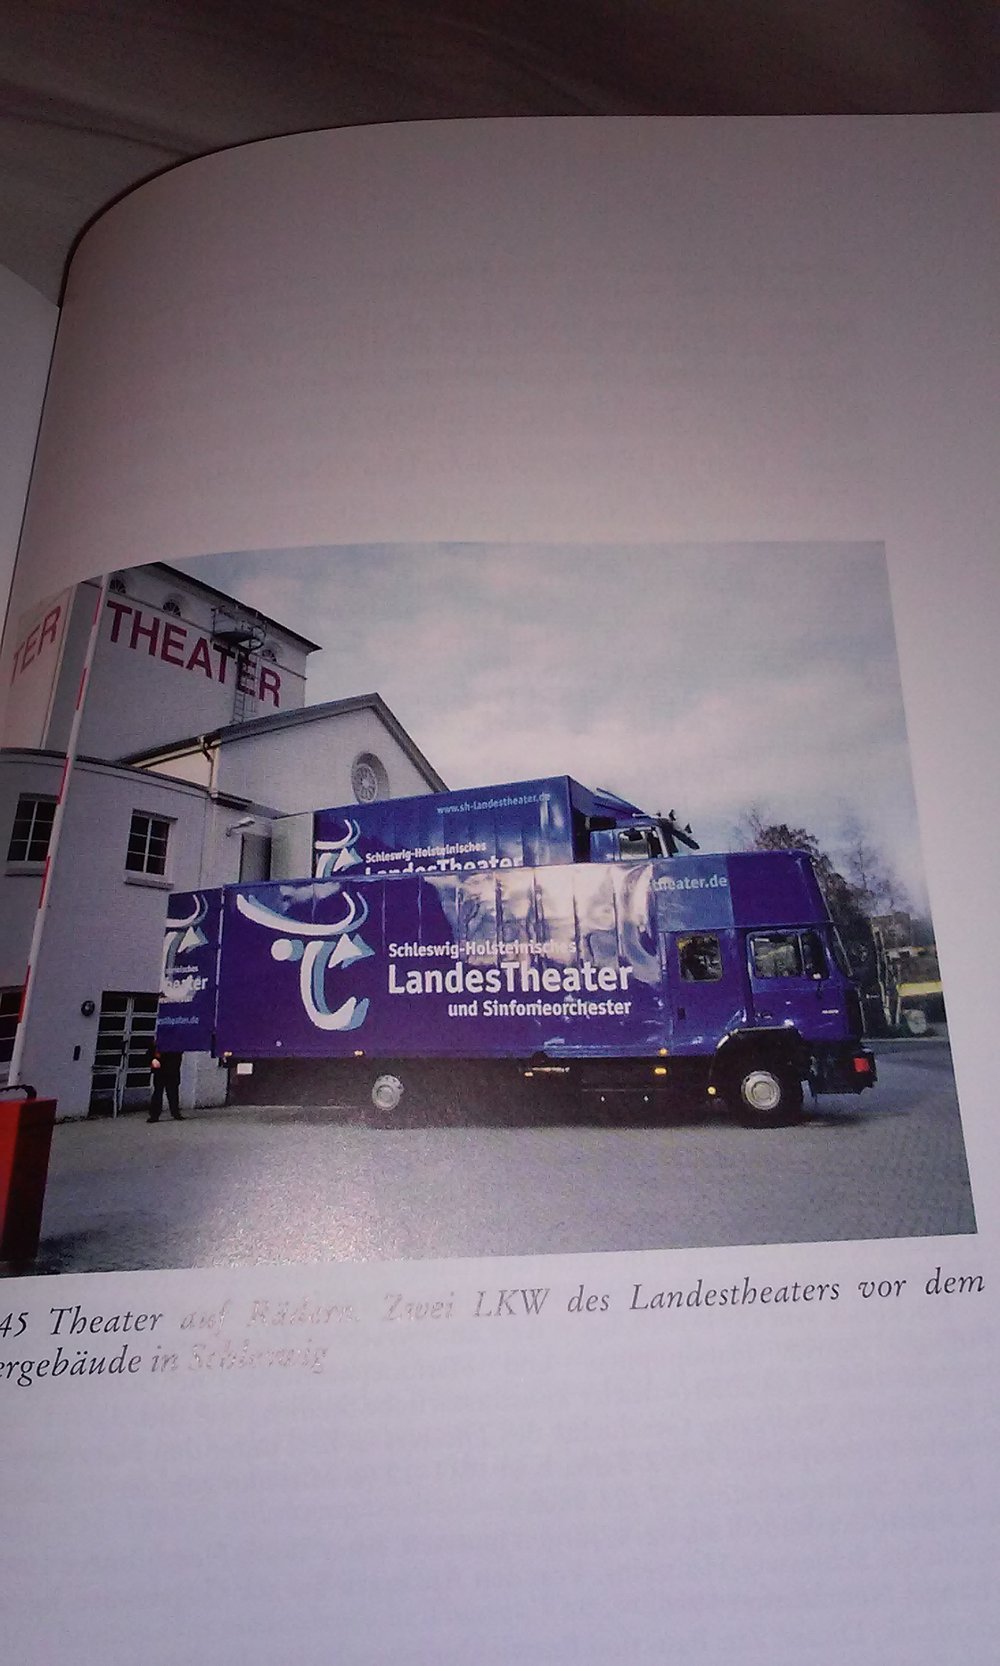 TER
THEATER
www.sh-landestheater.de
Schleswig-Holsteinisches
LandesTheater
theater.de
Schleswig-Holsteinisches
LandesTheater
und Sinfonieorchester
45 Theater auf Rädern. Zwei LKW des Landestheaters vor dem
ergebäude in Schleswig